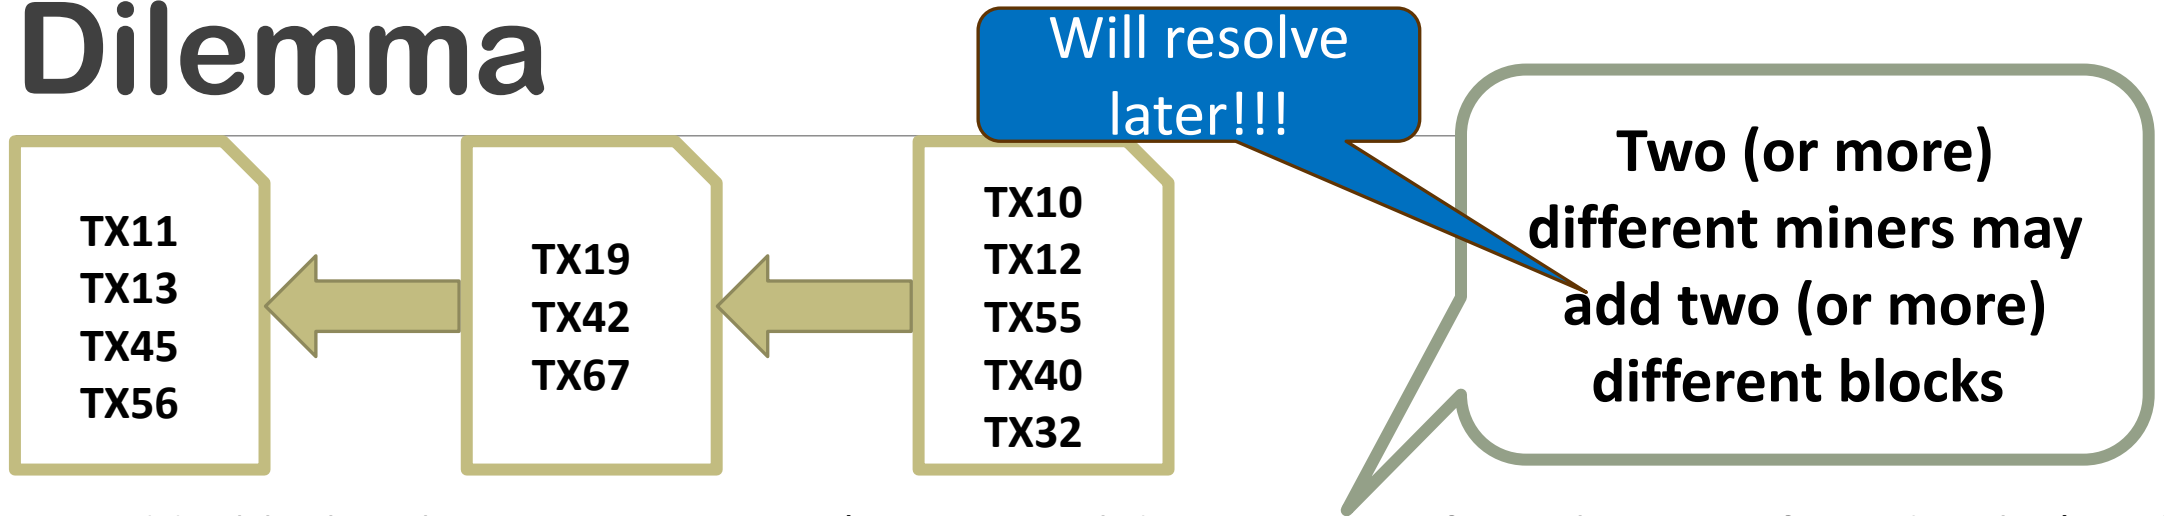 Dilemma
Will resolve
later!!!
Two (or more)
different miners may
add two (or more)
different blocks
TX11
TX13
TX45
TX56
TX19
TX42
TX67
TX10
TX12
TX55
TX40
TX32